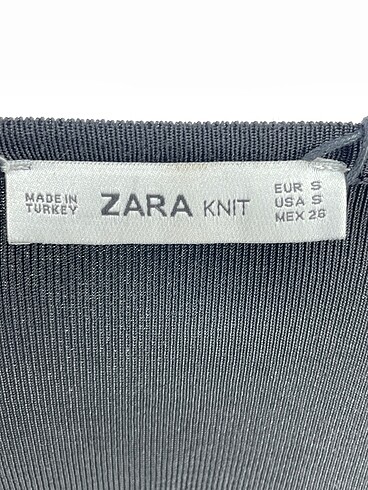 MADE IN
TURKEY
ZARA KNIT
EUR S
USA S
MEX 26